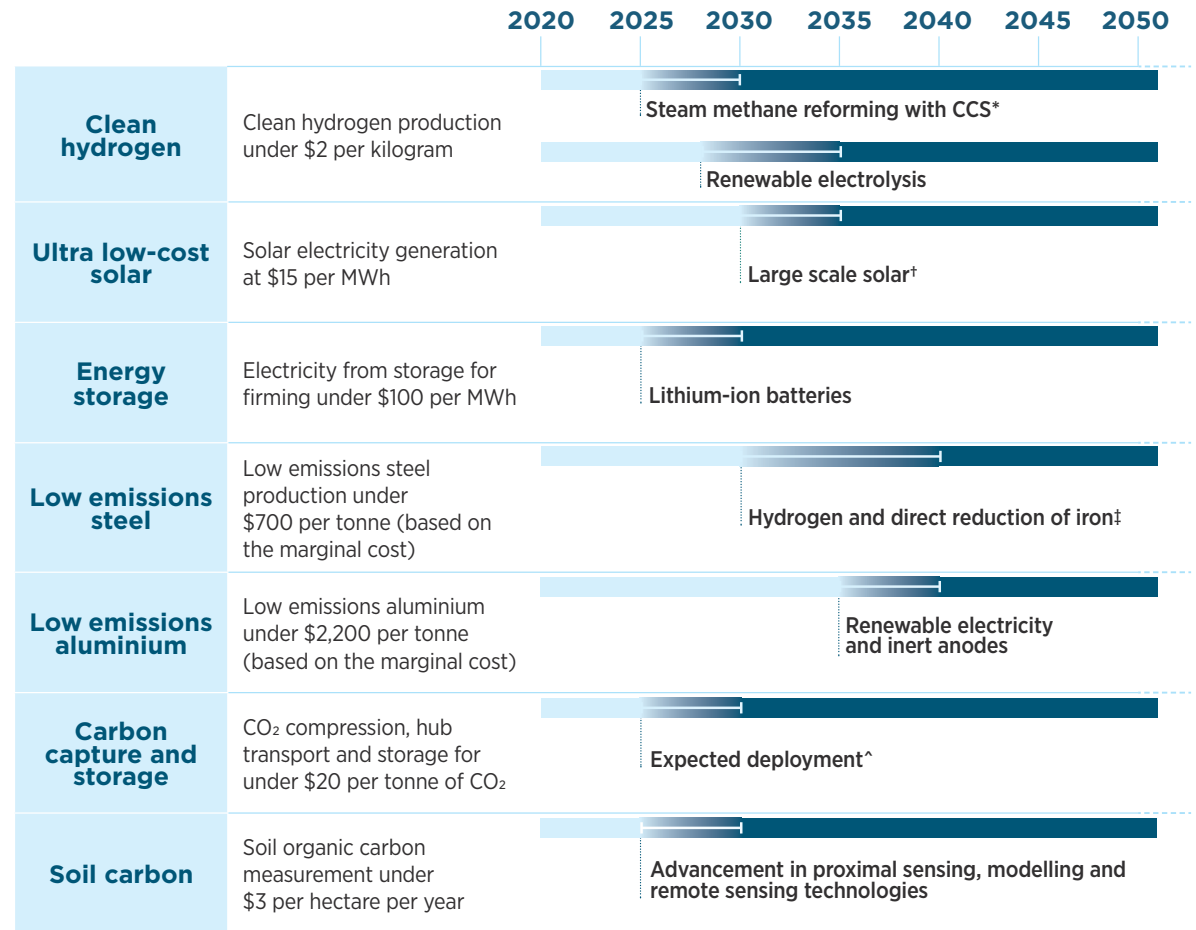 2020 2025 2030 2035 2040 2045 2050
Clean
hydrogen
Clean hydrogen production
under $2 per kilogram
Steam methane reforming with CCS*
Renewable electrolysis
Ultra low-cost
solar
Solar electricity generation
at $15 per MWh
Large scale solar†
Energy
storage
Electricity from storage for
firming under $100 per MWh
Lithium-ion batteries
Low emissions
steel
Low emissions steel
production under
$700 per tonne (based on
the marginal cost)
Hydrogen and direct reduction of iron‡
Low emissions
aluminium
Low emissions aluminium
under $2,200 per tonne
(based on the marginal cost)
Renewable electricity
and inert anodes
Carbon
capture and
storage
CO₂ compression, hub
transport and storage for
under $20 per tonne of CO₂
Expected deployment^
Soil carbon
Soil organic carbon
measurement under
$3 per hectare per year
Advancement in proximal sensing, modelling and
remote sensing technologies